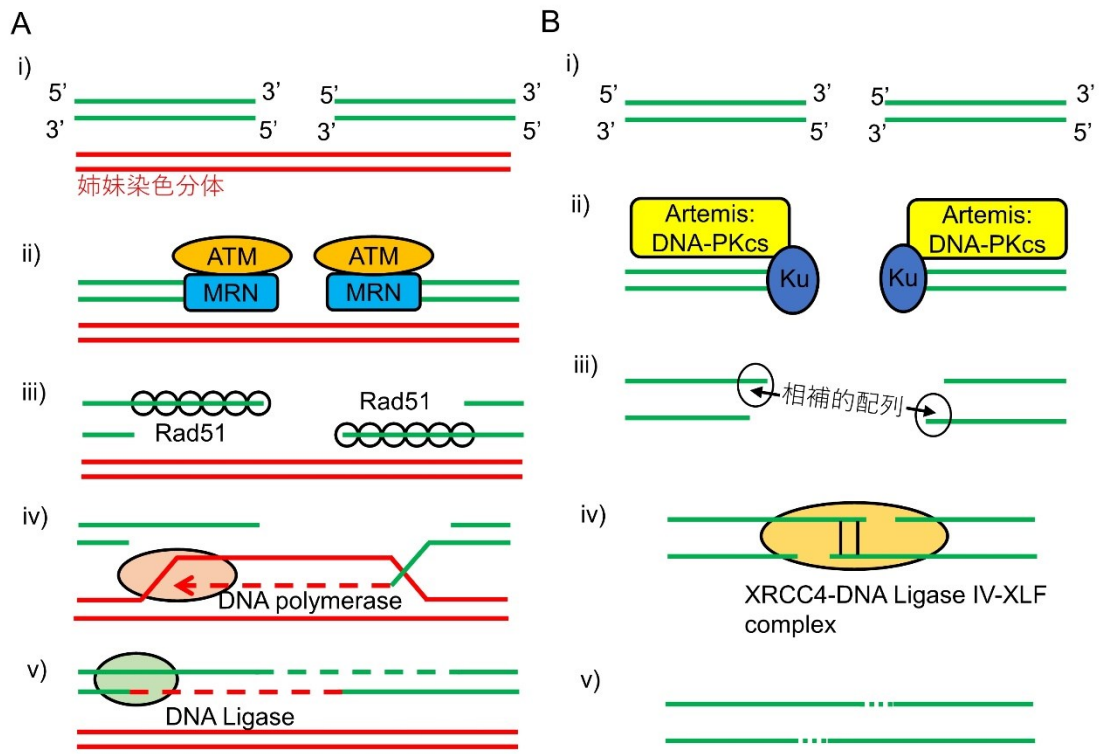 A
i)
5’ 3’ 5’ 3’
3’ 5’ 3’ 5’
姉妹染色分体
ii)
ATM ATM
MRN MRN
iii)
Rad51
Rad51
iv)
DNA polymerase
v)
DNA Ligase
B
i)
5’ 3’ 5’ 3’
3’ 5’ 3’ 5’
ii)
Artemis:
DNA-PKcs
Ku
Artemis:
DNA-PKcs
Ku
iii)
相補的配列
iv)
XRCC4-DNA Ligase IV-XLF
complex
v)